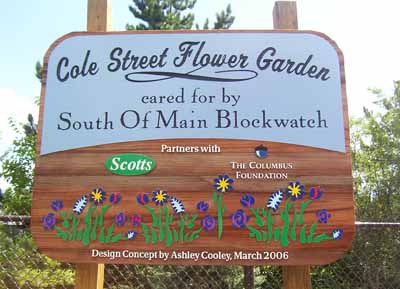 Cole Street Flower Garden
cared for by
South Of Main Blockwatch
Partners with
Scotts
THE COLUMBUS
FOUNDATION
Design Concept by Ashley Cooley, March 2006